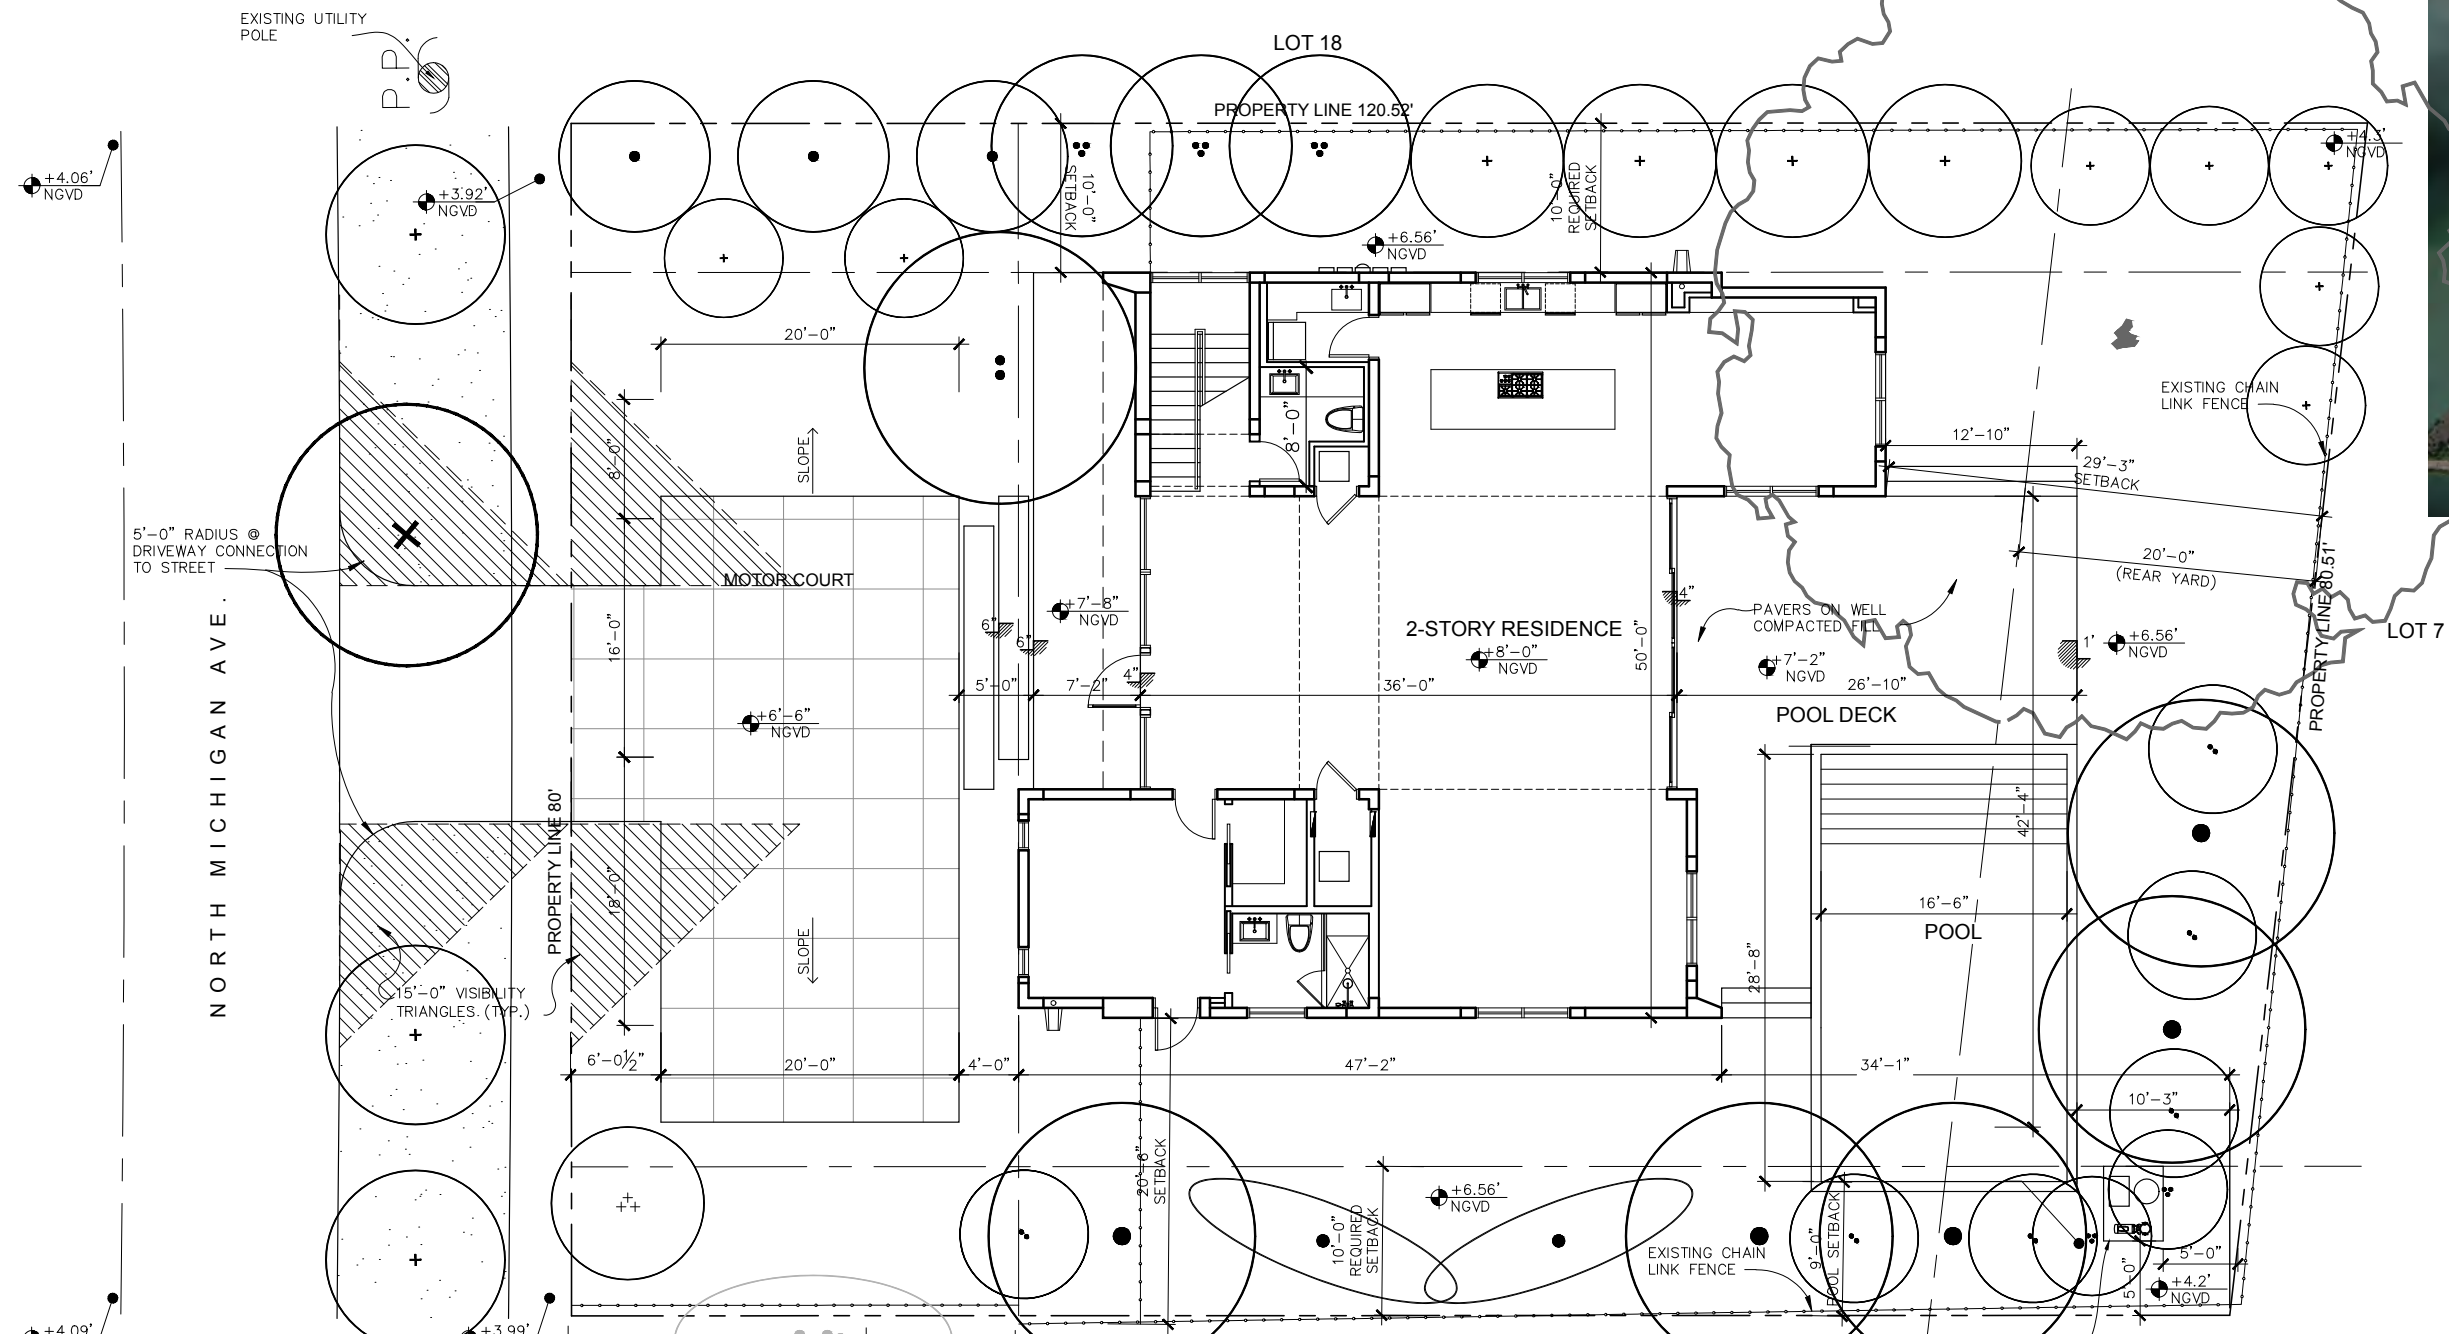 EXISTING UTILITY
POLE
P.P.
LOT 18
PROPERTY LINE 120.52'
+4.06'
NGVD
+3.92'
NGVD
10'-0"
SETBACK
10'-0"
REQUIRED
SETBACK
+4.3'
NGVD
+6.56'
NGVD
20'-0"
8'-0"
SLOPE
8'-0"
EXISTING CHAIN
LINK FENCE
12'-10"
29'-3"
SETBACK
5'-0" RADIUS @
DRIVEWAY CONNECTION
TO STREET
MOTOR COURT
20'-0"
(REAR YARD)
PROPERTY LINE 80.51'
+7'-8"
NGVD
4"
PAVERS ON WELL
COMPACTED FILL
6"
6"
16'-0"
2-STORY RESIDENCE
+8'-0"
NGVD
50'-0"
+7'-2"
NGVD
1'
+6.56'
NGVD
LOT 7
NORTH MICHIGAN AVE.
4"
5'-0"
7'-2"
36'-0"
26'-10"
+6'-6"
NGVD
POOL DECK
PROPERTY LINE 80'
42'-4"
18'-0"
16'-6"
POOL
SLOPE
28'-8"
15'-0" VISIBILITY
TRIANGLES. (TYP.)
6'-0½"
20'-0"
4'-0"
47'-2"
34'-1"
10'-3"
20'-6"
SETBACK
+6.56'
NGVD
10'-0"
REQUIRED
SETBACK
9'-0"
POOL SETBACK
EXISTING CHAIN
LINK FENCE
5'-0"
5'-0"
+4.2'
NGVD
+4.09'
+3.99'